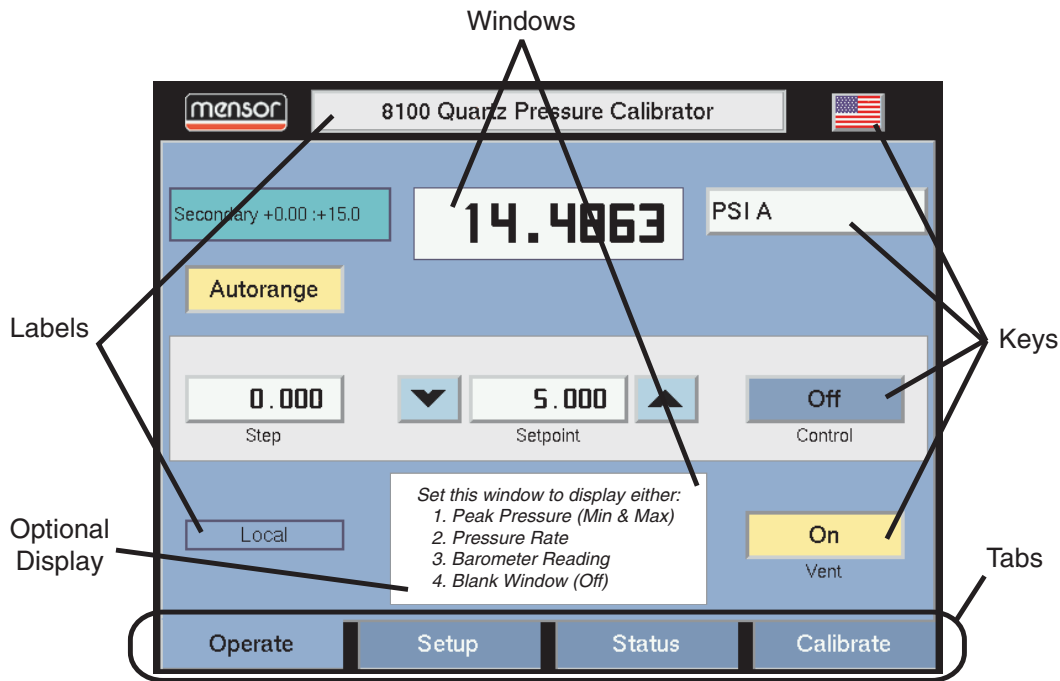 Windows
mensor
8100 Quartz Pressure Calibrator
Secondary +0.00 :+15.0
14.4063
PSI A
Autorange
Labels
Keys
0.000
5.000
Off
Step
Setpoint
Control
Set this window to display either:
1. Peak Pressure (Min & Max)
2. Pressure Rate
3. Barometer Reading
4. Blank Window (Off)
Optional
Display
Local
On
Vent
Tabs
Operate
Setup
Status
Calibrate